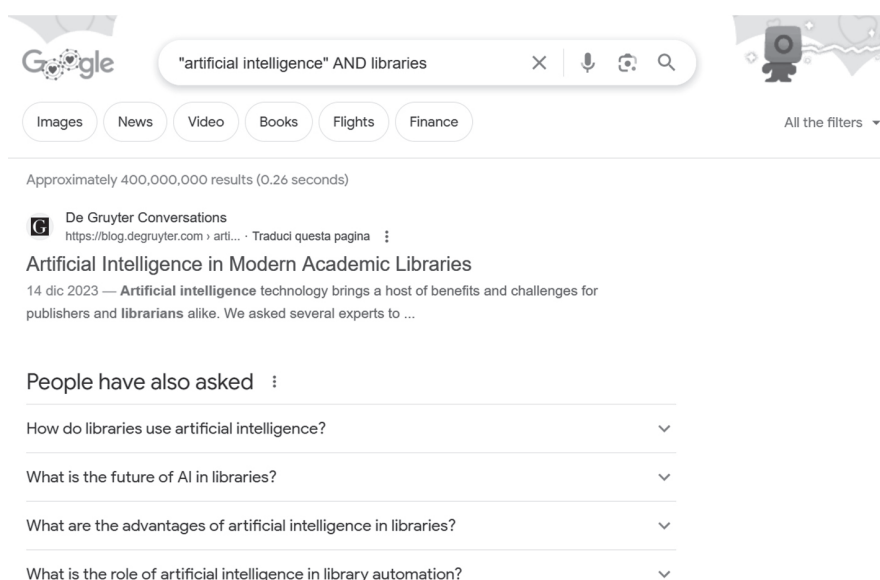 Google
"artificial intelligence" AND libraries
Images News Video Books Flights Finance All the filters
Approximately 400,000,000 results (0.26 seconds)
G De Gruyter Conversations
https://blog.degruyter.com › arti... · Traduci questa pagina
Artificial Intelligence in Modern Academic Libraries
14 dic 2023 — Artificial intelligence technology brings a host of benefits and challenges for
publishers and librarians alike. We asked several experts to ...
People have also asked
How do libraries use artificial intelligence?
What is the future of AI in libraries?
What are the advantages of artificial intelligence in libraries?
What is the role of artificial intelligence in library automation?